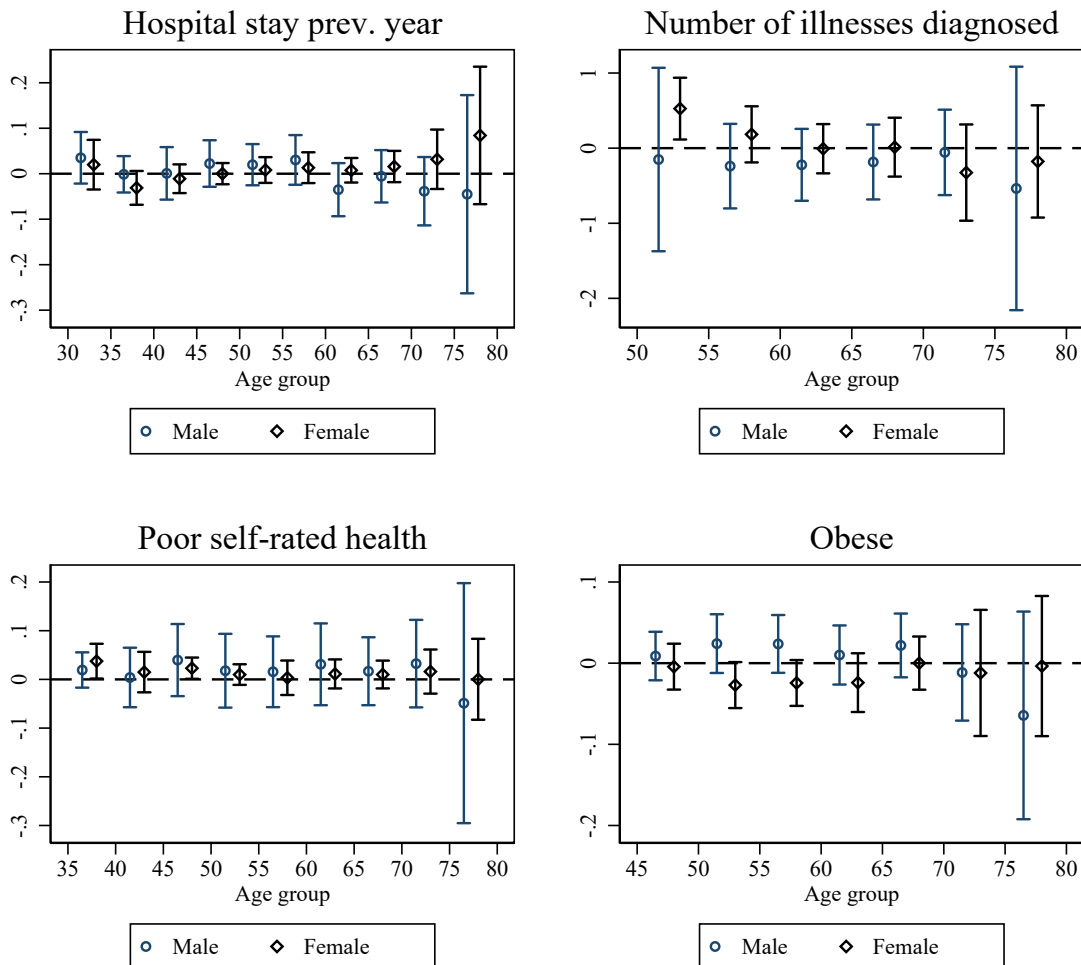 Hospital stay prev. year
.2
.1
0
-.1
-.2
-.3
30 35 40 45 50 55 60 65 70 75 80
Age group
Male Female
Number of illnesses diagnosed
1
0
-1
-2
50 55 60 65 70 75 80
Age group
Male Female
Poor self-rated health
.2
.1
0
-.1
-.2
-.3
35 40 45 50 55 60 65 70 75 80
Age group
Male Female
Obese
.1
0
-.1
-.2
45 50 55 60 65 70 75 80
Age group
Male Female